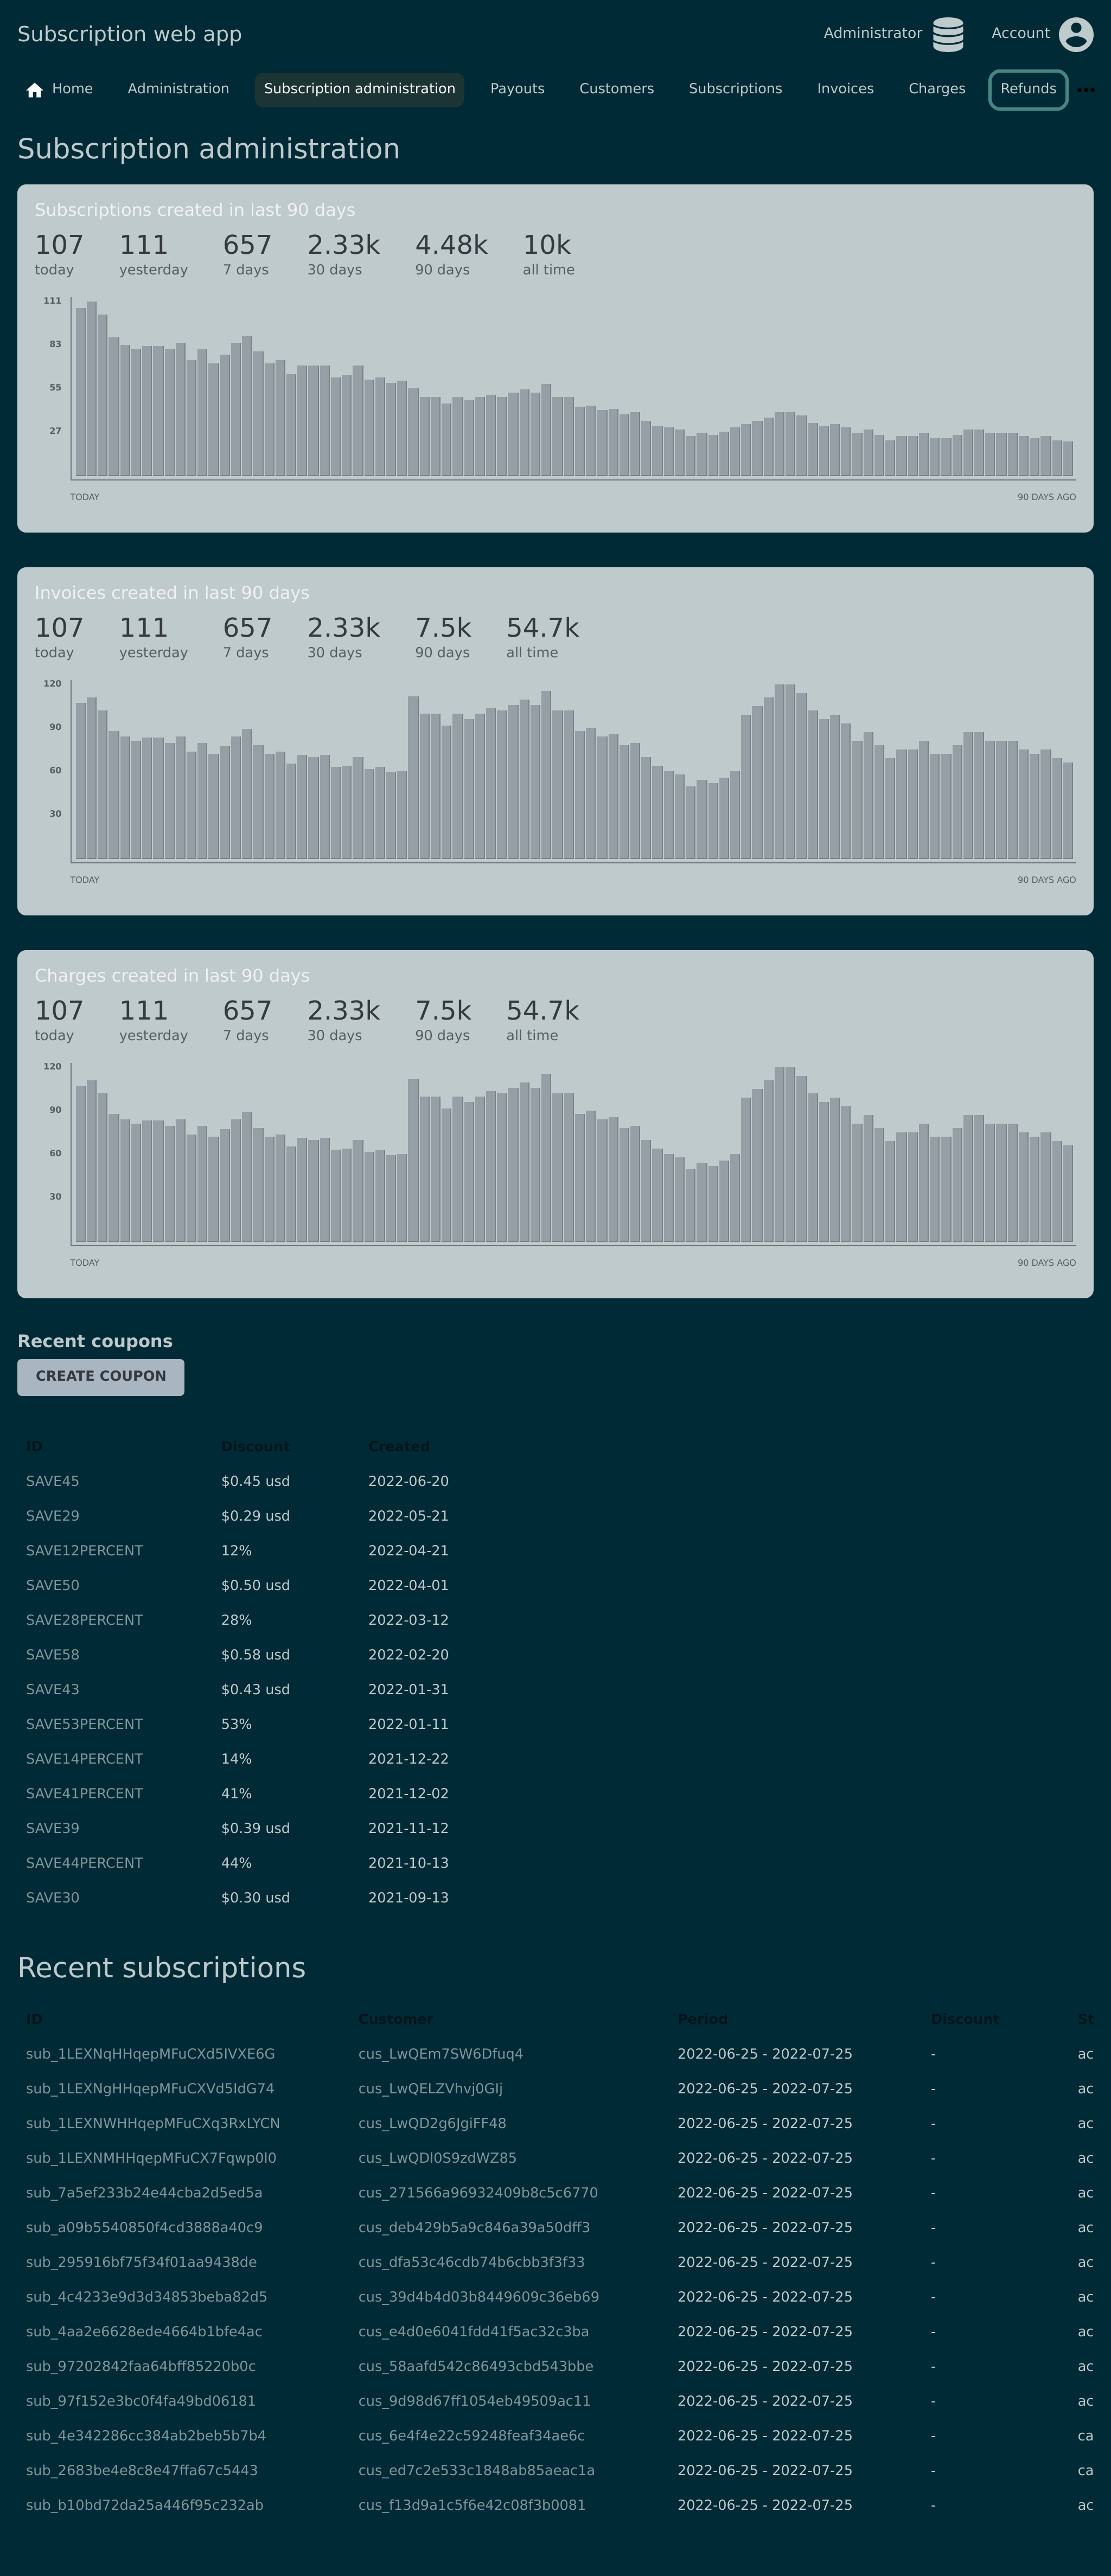 Subscription web app Administrator Account
Home Administration Subscription administration Payouts Customers Subscriptions Invoices Charges Refunds •••
Subscription administration
Subscriptions created in last 90 days
107 111 657 2.33k 4.48k 10k
today yesterday 7 days 30 days 90 days all time
111
83
55
27
TODAY 90 DAYS AGO
Invoices created in last 90 days
107 111 657 2.33k 7.5k 54.7k
today yesterday 7 days 30 days 90 days all time
120
90
60
30
TODAY 90 DAYS AGO
Charges created in last 90 days
107 111 657 2.33k 7.5k 54.7k
today yesterday 7 days 30 days 90 days all time
120
90
60
30
TODAY 90 DAYS AGO
Recent coupons
CREATE COUPON
ID Discount Created
SAVE45 $0.45 usd 2022-06-20
SAVE29 $0.29 usd 2022-05-21
SAVE12PERCENT 12% 2022-04-21
SAVE50 $0.50 usd 2022-04-01
SAVE28PERCENT 28% 2022-03-12
SAVE58 $0.58 usd 2022-02-20
SAVE43 $0.43 usd 2022-01-31
SAVE53PERCENT 53% 2022-01-11
SAVE14PERCENT 14% 2021-12-22
SAVE41PERCENT 41% 2021-12-02
SAVE39 $0.39 usd 2021-11-12
SAVE44PERCENT 44% 2021-10-13
SAVE30 $0.30 usd 2021-09-13
Recent subscriptions
ID Customer Period Discount St
sub_1LEXNqHHqepMFuCXd5IVXE6G cus_LwQEm7SW6Dfuq4 2022-06-25 - 2022-07-25 - ac
sub_1LEXNgHHqepMFuCXVd5IdG74 cus_LwQELZVhvj0GIj 2022-06-25 - 2022-07-25 - ac
sub_1LEXNWHHqepMFuCXq3RxLYCN cus_LwQD2g6JgiFF48 2022-06-25 - 2022-07-25 - ac
sub_1LEXNMHHqepMFuCX7Fqwp0I0 cus_LwQDI0S9zdWZ85 2022-06-25 - 2022-07-25 - ac
sub_7a5ef233b24e44cba2d5ed5a cus_271566a96932409b8c5c6770 2022-06-25 - 2022-07-25 - ac
sub_a09b5540850f4cd3888a40c9 cus_deb429b5a9c846a39a50dff3 2022-06-25 - 2022-07-25 - ac
sub_295916bf75f34f01aa9438de cus_dfa53c46cdb74b6cbb3f3f33 2022-06-25 - 2022-07-25 - ac
sub_4c4233e9d3d34853beba82d5 cus_39d4b4d03b8449609c36eb69 2022-06-25 - 2022-07-25 - ac
sub_4aa2e6628ede4664b1bfe4ac cus_e4d0e6041fdd41f5ac32c3ba 2022-06-25 - 2022-07-25 - ac
sub_97202842faa64bff85220b0c cus_58aafd542c86493cbd543bbe 2022-06-25 - 2022-07-25 - ac
sub_97f152e3bc0f4fa49bd06181 cus_9d98d67ff1054eb49509ac11 2022-06-25 - 2022-07-25 - ac
sub_4e342286cc384ab2beb5b7b4 cus_6e4f4e22c59248feaf34ae6c 2022-06-25 - 2022-07-25 - ca
sub_2683be4e8c8e47ffa67c5443 cus_ed7c2e533c1848ab85aeac1a 2022-06-25 - 2022-07-25 - ca
sub_b10bd72da25a446f95c232ab cus_f13d9a1c5f6e42c08f3b0081 2022-06-25 - 2022-07-25 - ac